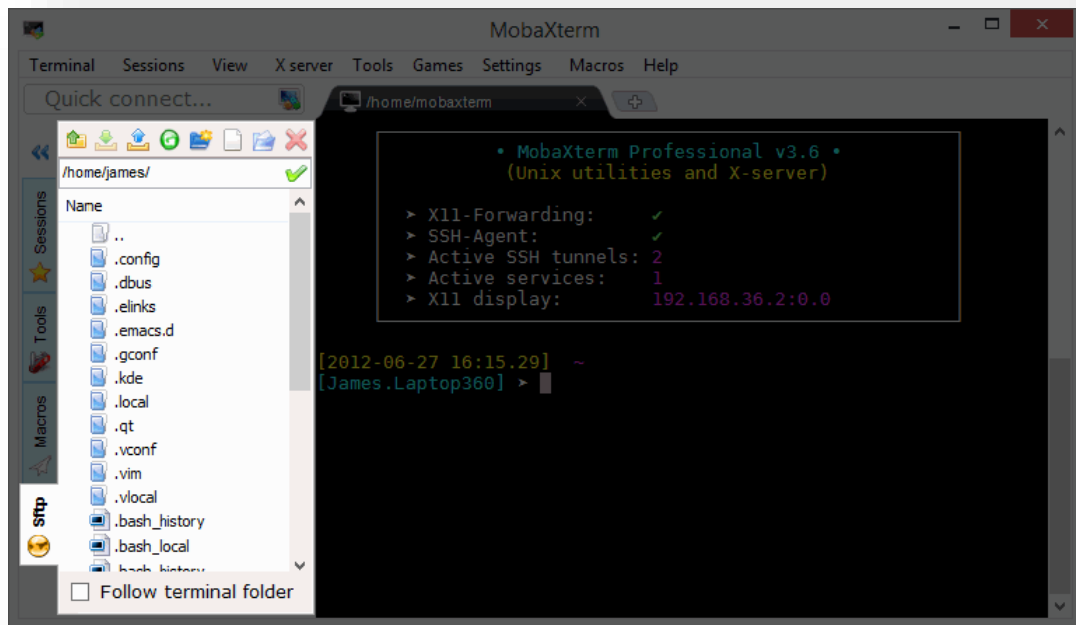 MobaXterm
Terminal Sessions View X server Tools Games Settings Macros Help
Quick connect...
/home/mobaxterm
/home/james/
Name
..
.config
.dbus
.elinks
.emacs.d
.gconf
.kde
.local
.qt
.vconf
.vim
.vlocal
.bash_history
.bash_local
.bash_history
Follow terminal folder
Sessions
Tools
Macros
Sftp
• MobaXterm Professional v3.6 •
(Unix utilities and X-server)
➤ X11-Forwarding: ✔
➤ SSH-Agent: ✔
➤ Active SSH tunnels: 2
➤ Active services: 1
➤ X11 display: 192.168.36.2:0.0
[2012-06-27 16:15.29] ~
[James.Laptop360] ➤